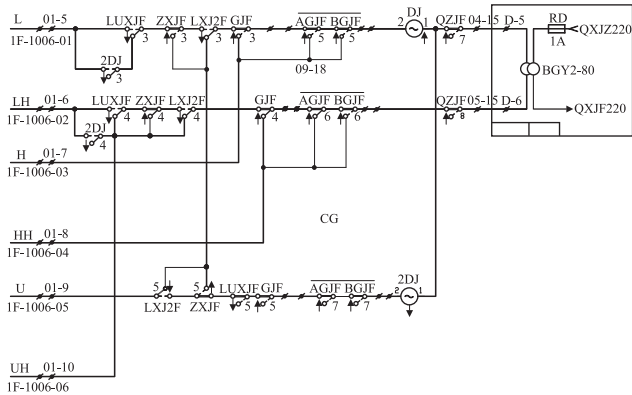 L 01-5 LUXJF ZXJF LXJ2F GJF AGJF BGJF DJ QZJF 04-15 D-5 RD QXJZ220
1F-1006-01 3 3 3 3 5 5 2 1 7 1A
2DJ 3 09-18 BGY2-80
LH 01-6 LUXJF ZXJF LXJ2F GJF AGJF BGJF QZJF 05-15 D-6 QXJF220
1F-1006-02 4 4 4 4 6 6 8
2DJ 4
H 01-7
1F-1006-03
CG
HH 01-8
1F-1006-04
U 01-9 5 5 LUXJF GJF AGJF BGJF 2DJ 2 1
1F-1006-05 LXJ2F ZXJF 5 5 7 7
UH 01-10
1F-1006-06